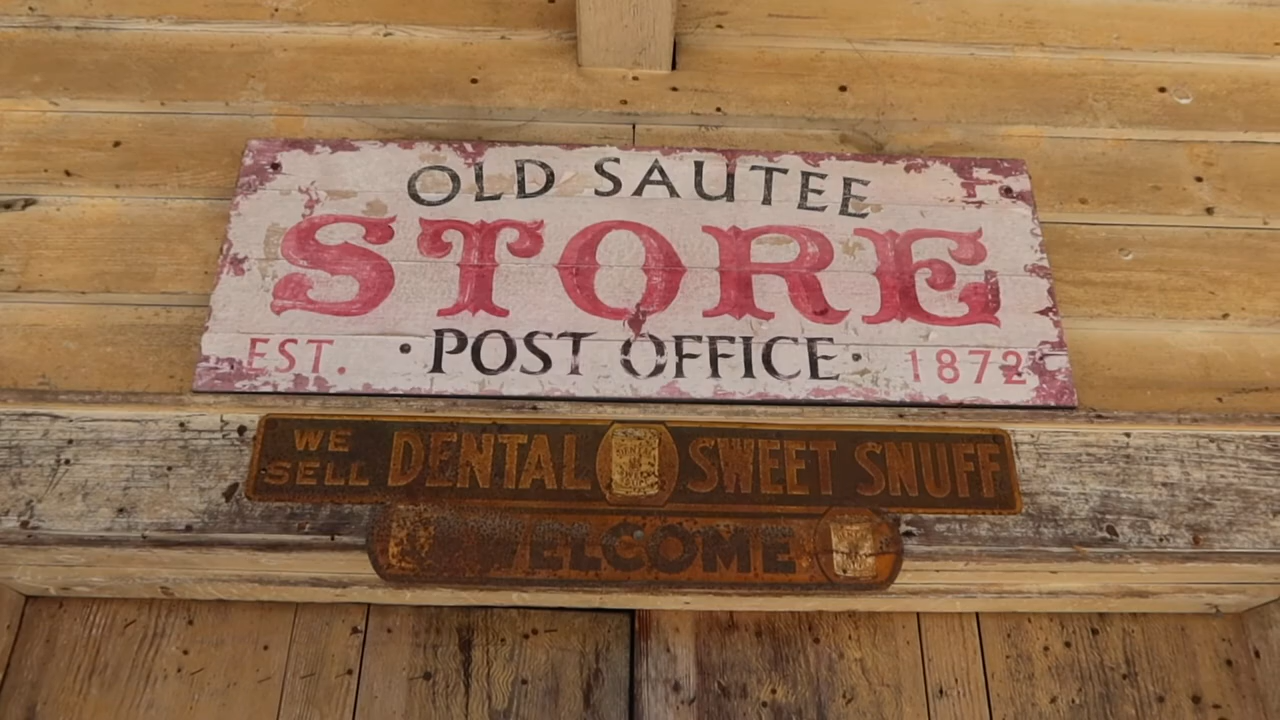 OLD SAUTEE
STORE
EST. ·POST OFFICE· 1872
WE SELL DENTAL SWEET SNUFF
WELCOME